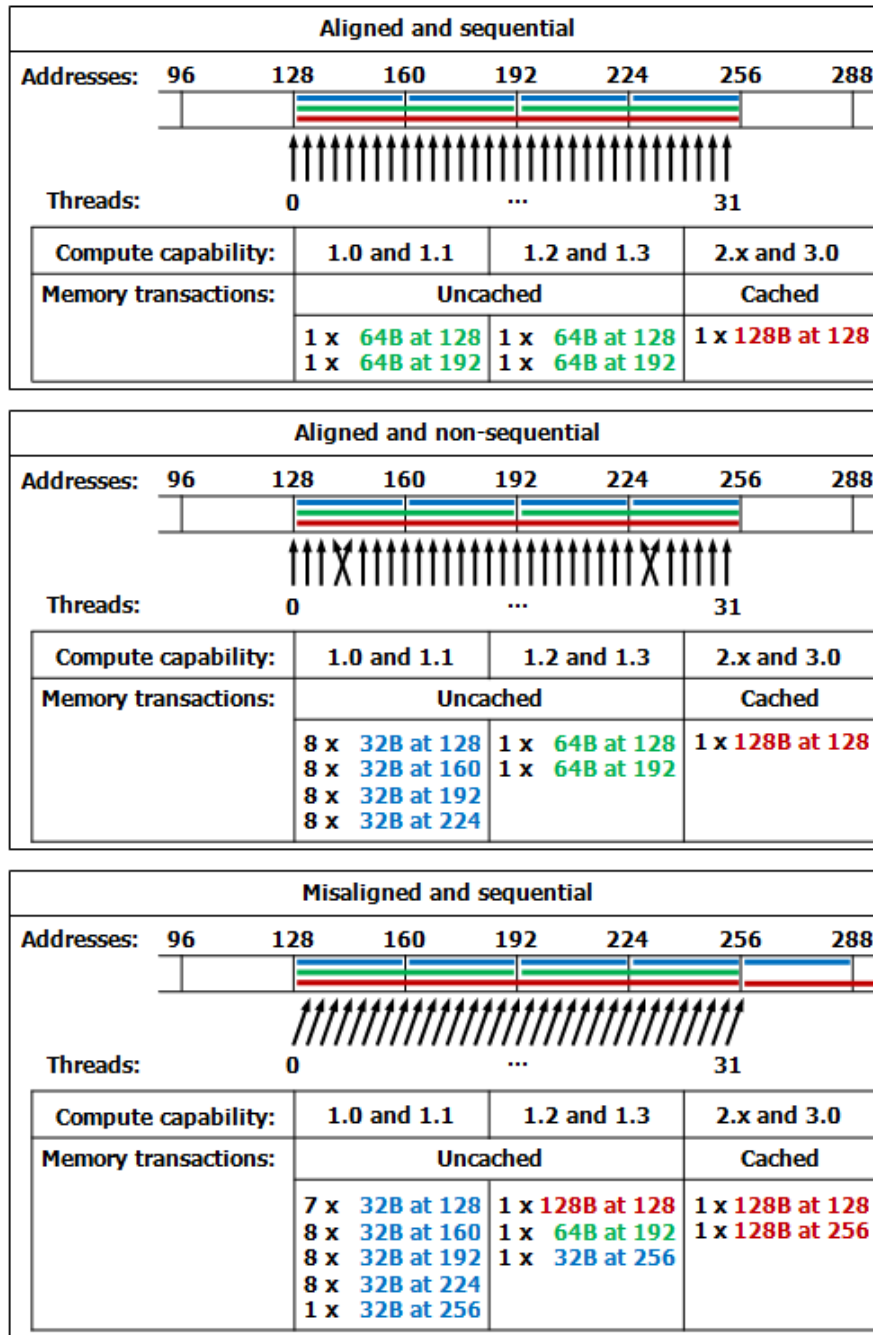 Aligned and sequential
Addresses: 96 128 160 192 224 256 288
Threads: 0 ... 31
Compute capability: 1.0 and 1.1 1.2 and 1.3 2.x and 3.0
Memory transactions: Uncached Cached
1 x 64B at 128 1 x 64B at 128 1 x 128B at 128
1 x 64B at 192 1 x 64B at 192
Aligned and non-sequential
Addresses: 96 128 160 192 224 256 288
Threads: 0 ... 31
Compute capability: 1.0 and 1.1 1.2 and 1.3 2.x and 3.0
Memory transactions: Uncached Cached
8 x 32B at 128 1 x 64B at 128 1 x 128B at 128
8 x 32B at 160 1 x 64B at 192
8 x 32B at 192
8 x 32B at 224
Misaligned and sequential
Addresses: 96 128 160 192 224 256 288
Threads: 0 ... 31
Compute capability: 1.0 and 1.1 1.2 and 1.3 2.x and 3.0
Memory transactions: Uncached Cached
7 x 32B at 128 1 x 128B at 128 1 x 128B at 128
8 x 32B at 160 1 x 64B at 192 1 x 128B at 256
8 x 32B at 192 1 x 32B at 256
8 x 32B at 224
1 x 32B at 256